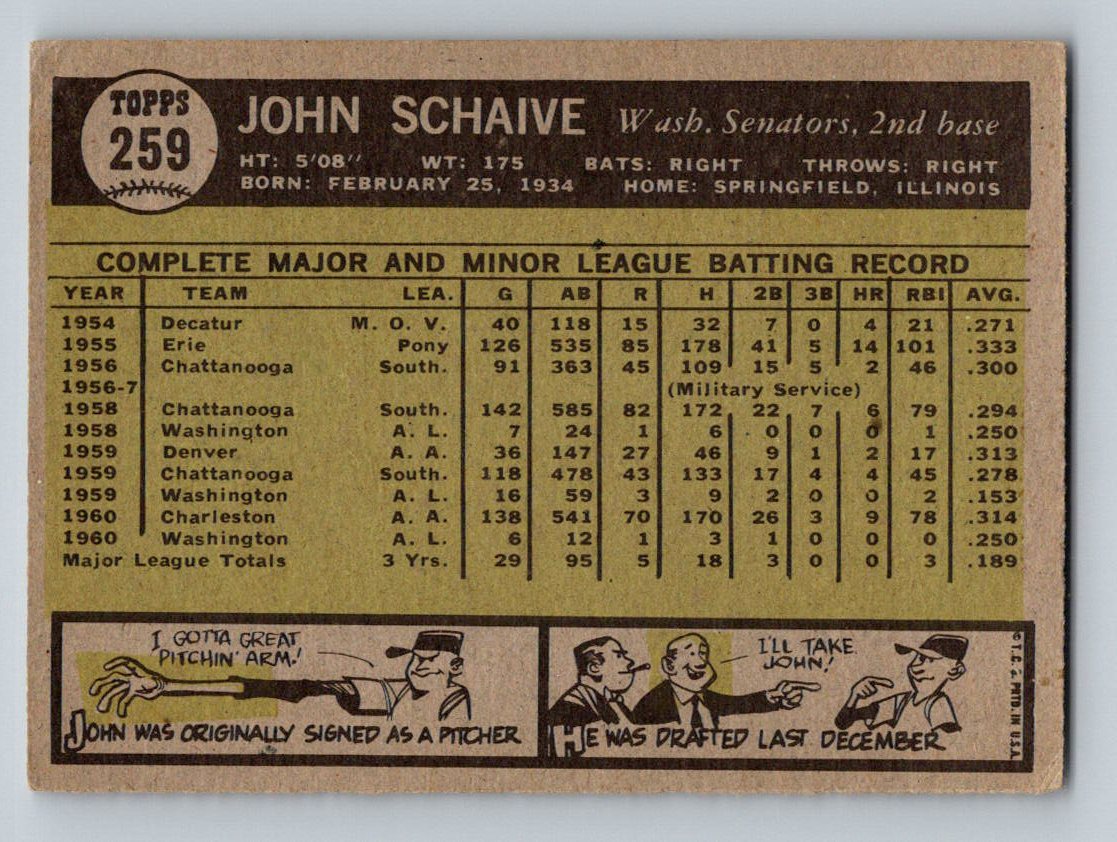 TOPPS
259
JOHN SCHAIVE Wash. Senators, 2nd base
HT: 5'08" WT: 175 BATS: RIGHT THROWS: RIGHT
BORN: FEBRUARY 25, 1934 HOME: SPRINGFIELD, ILLINOIS
COMPLETE MAJOR AND MINOR LEAGUE BATTING RECORD
YEAR TEAM LEA. G AB R H 2B 3B HR RBI AVG.
1954 Decatur M. O. V. 40 118 15 32 7 0 4 21 .271
1955 Erie Pony 126 535 85 178 41 5 14 101 .333
1956 Chattanooga South. 91 363 45 109 15 5 2 46 .300
1956-7 (Military Service)
1958 Chattanooga South. 142 585 82 172 22 7 6 79 .294
1958 Washington A. L. 7 24 1 6 0 0 0 1 .250
1959 Denver A. A. 36 147 27 46 9 1 2 17 .313
1959 Chattanooga South. 118 478 43 133 17 4 4 45 .278
1959 Washington A. L. 16 59 3 9 2 0 0 2 .153
1960 Charleston A. A. 138 541 70 170 26 3 9 78 .314
1960 Washington A. L. 6 12 1 3 1 0 0 0 .250
Major League Totals 3 Yrs. 29 95 5 18 3 0 0 3 .189
I GOTTA GREAT
PITCHIN' ARM!
JOHN WAS ORIGINALLY SIGNED AS A PITCHER
I'LL TAKE
JOHN!
HE WAS DRAFTED LAST DECEMBER
© T. C. G. PRTD. IN U.S.A.